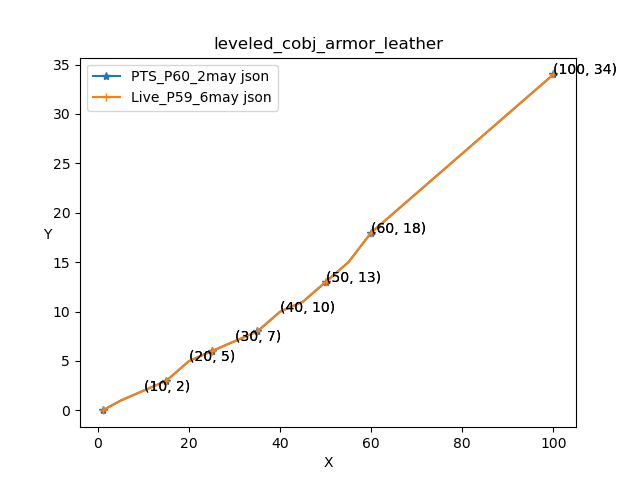 leveled_cobj_armor_leather
PTS_P60_2may json
Live_P59_6may json
35
30
25
20
15
10
5
0
Y
(100, 34)
(60, 18)
(50, 13)
(40, 10)
(30, 7)
(20, 5)
(10, 2)
0 20 40 60 80 100
X